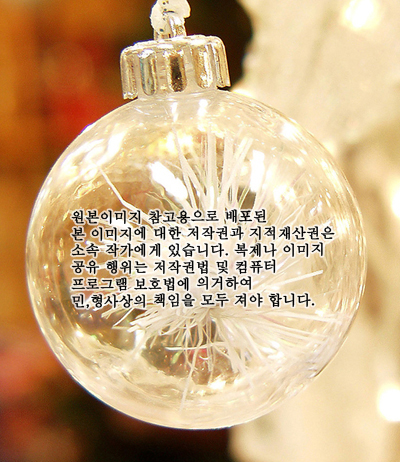 원본이미지 참고용으로 배포된
본 이미지에 대한 저작권과 지적재산권은
소속 작가에게 있습니다. 복제나 이미지
공유 행위는 저작권법 및 컴퓨터
프로그램 보호법에 의거하여
민,형사상의 책임을 모두 져야 합니다.